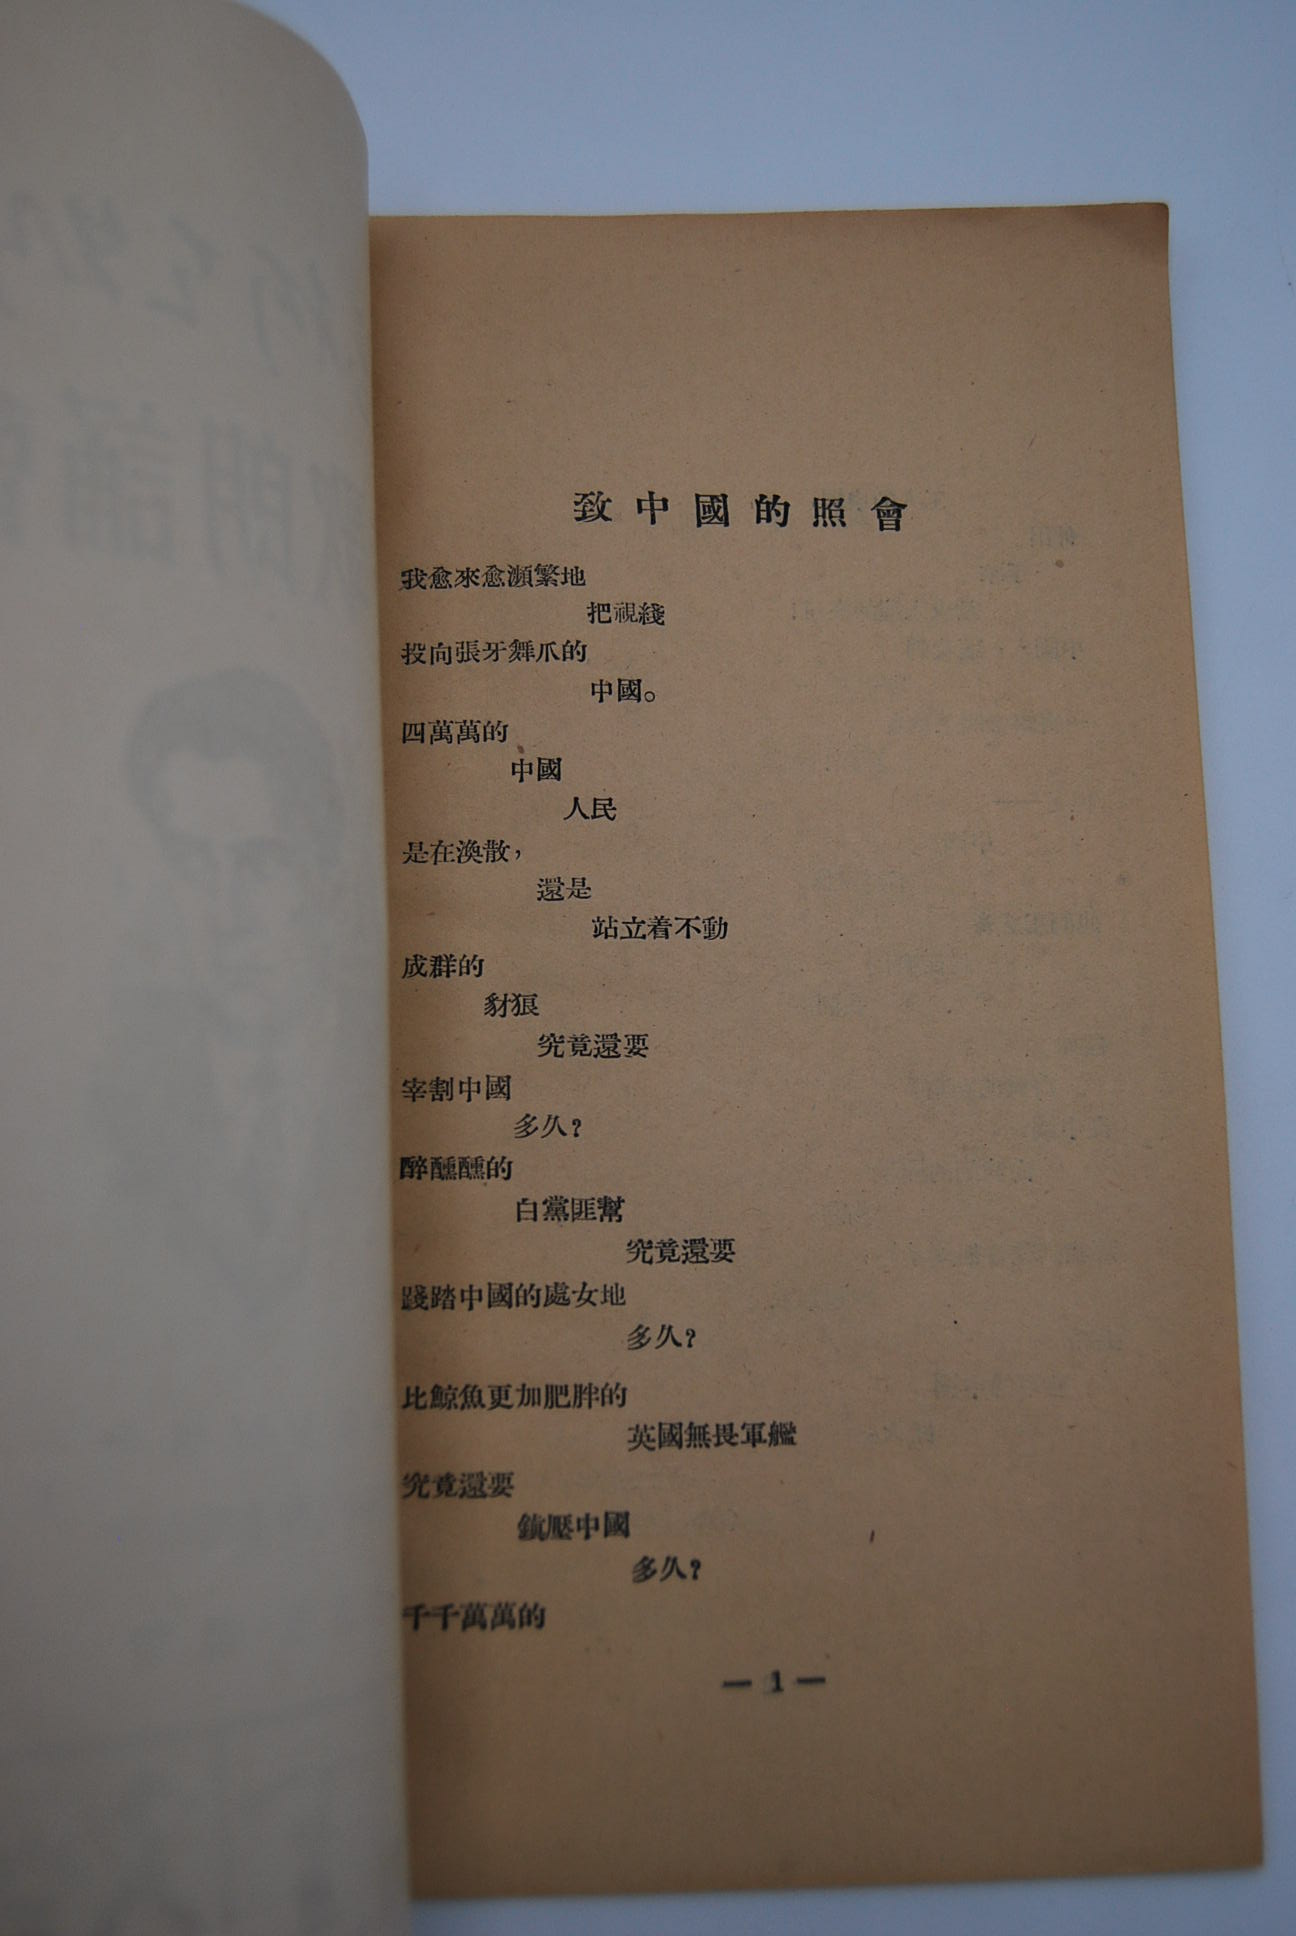 致中國的照會
我愈來愈瀕繁地
把視綫
投向張牙舞爪的
中國。
四萬萬的
中國
人民
是在渙散，
還是
站立着不動
成群的
豺狼
究竟還要
宰割中國
多久？
醉醺醺的
白黨匪幫
究竟還要
踐踏中國的處女地
多久？
比鯨魚更加肥胖的
英國無畏軍艦
究竟還要
鎮壓中國
多久？
千千萬萬的
— 1 —